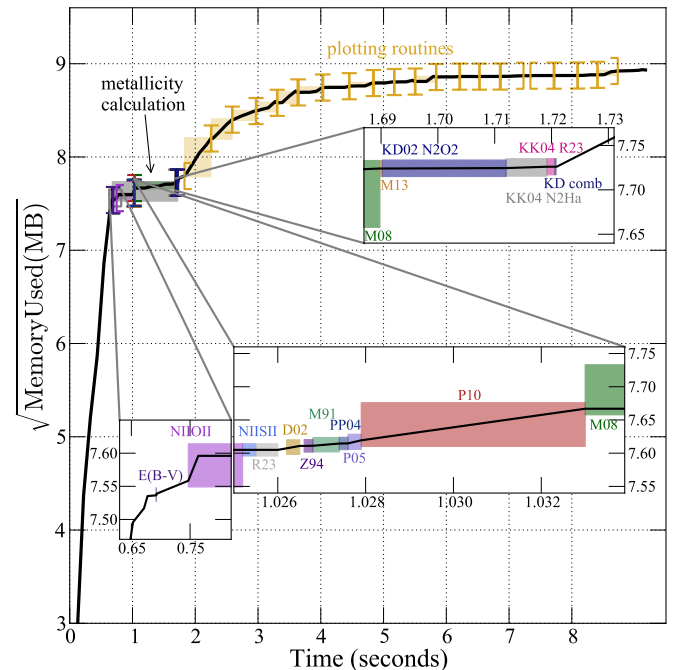 9
8
7
6
5
4
3
√MemoryUsed(MB)
plotting routines
metallicity
calculation
1.69 1.70 1.71 1.72 1.73
KD02 N2O2 KK04 R23
7.75
7.70
7.65
M13 KD comb
KK04 N2Ha
M08
7.75
7.70
7.65
7.60
7.55
7.50
P10
M08
M91
D02 PP04
NIISII
R23 Z94 P05
1.026 1.028 1.030 1.032
NIIOII
7.60
E(B-V)
7.50
0.65 0.75
0 1 2 3 4 5 6 7 8
Time (seconds)